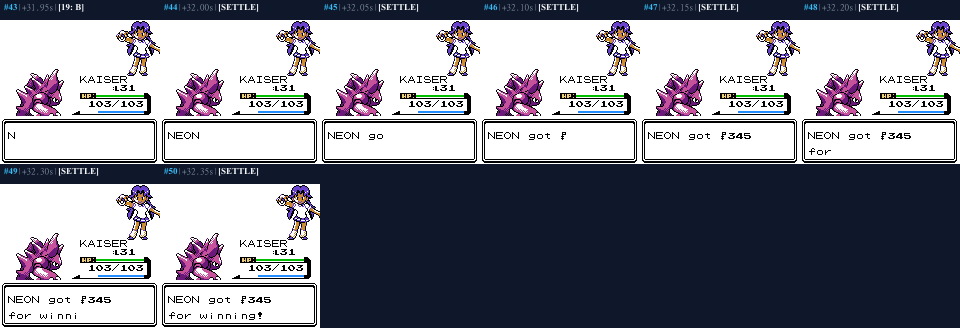 #43|+31.95s|[19: B]
KAISER
:L31
HP:
103/103
N
#44|+32.00s|[SETTLE]
KAISER
:L31
HP:
103/103
NEON
#45|+32.05s|[SETTLE]
KAISER
:L31
HP:
103/103
NEON go
#46|+32.10s|[SETTLE]
KAISER
:L31
HP:
103/103
NEON got ₽
#47|+32.15s|[SETTLE]
KAISER
:L31
HP:
103/103
NEON got ₽345
#48|+32.20s|[SETTLE]
KAISER
:L31
HP:
103/103
NEON got ₽345
for
#49|+32.30s|[SETTLE]
KAISER
:L31
HP:
103/103
NEON got ₽345
for winni
#50|+32.35s|[SETTLE]
KAISER
:L31
HP:
103/103
NEON got ₽345
for winning!